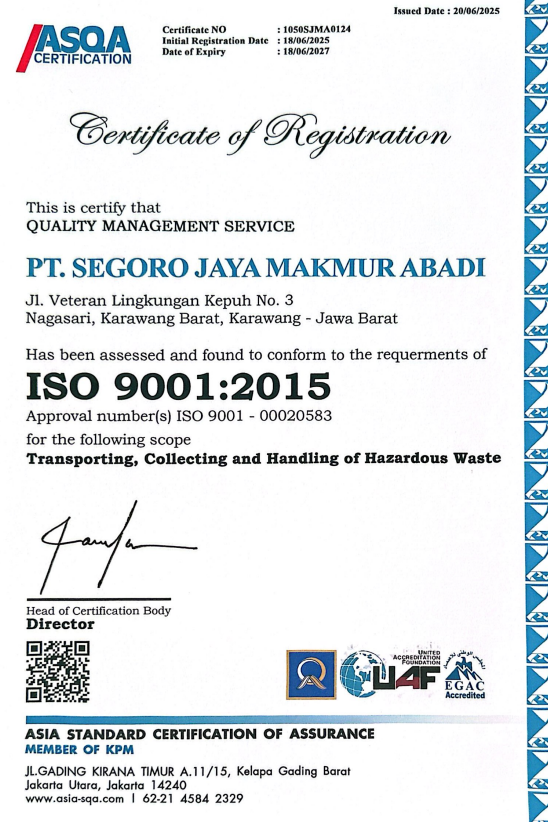 Issued Date : 20/06/2025
ASQA
CERTIFICATION
Certificate NO : 1050SJMA0124
Initial Registration Date : 18/06/2025
Date of Expiry : 18/06/2027
Certificate of Registration
This is certify that
QUALITY MANAGEMENT SERVICE
PT. SEGORO JAYA MAKMUR ABADI
Jl. Veteran Lingkungan Kepuh No. 3
Nagasari, Karawang Barat, Karawang - Jawa Barat
Has been assessed and found to conform to the requerments of
ISO 9001:2015
Approval number(s) ISO 9001 - 00020583
for the following scope
Transporting, Collecting and Handling of Hazardous Waste
Head of Certification Body
Director
UNITED
ACCREDITATION
FOUNDATION
UAF
EGAC
Accredited
ASIA STANDARD CERTIFICATION OF ASSURANCE
MEMBER OF KPM
JL.GADING KIRANA TIMUR A.11/15, Kelapa Gading Barat
Jakarta Utara, Jakarta 14240
www.asia-sqa.com | 62-21 4584 2329